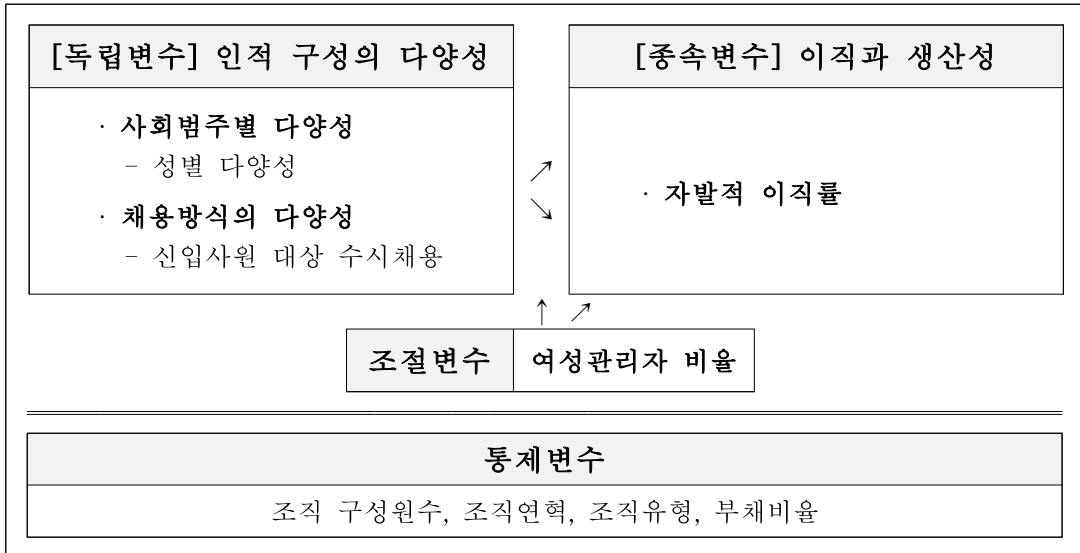 [독립변수] 인적 구성의 다양성
· 사회범주별 다양성
- 성별 다양성
· 채용방식의 다양성
- 신입사원 대상 수시채용
[종속변수] 이직과 생산성
· 자발적 이직률
조절변수 여성관리자 비율
통제변수
조직 구성원수, 조직연혁, 조직유형, 부채비율